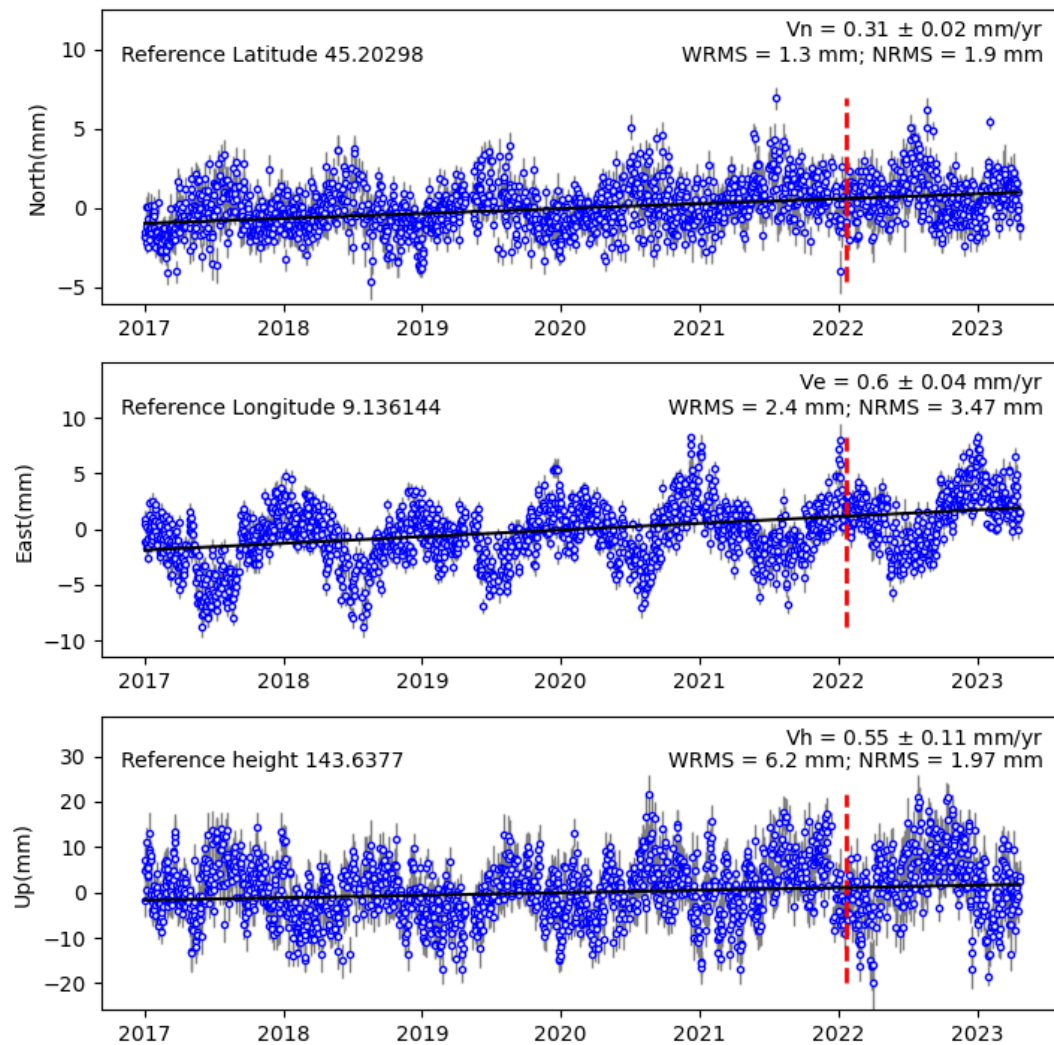 Vn = 0.31 ± 0.02 mm/yr
Reference Latitude 45.20298
WRMS = 1.3 mm; NRMS = 1.9 mm
North(mm)
10
5
0
−5
2017 2018 2019 2020 2021 2022 2023
Ve = 0.6 ± 0.04 mm/yr
Reference Longitude 9.136144
WRMS = 2.4 mm; NRMS = 3.47 mm
East(mm)
10
5
0
−5
−10
2017 2018 2019 2020 2021 2022 2023
Vh = 0.55 ± 0.11 mm/yr
Reference height 143.6377
WRMS = 6.2 mm; NRMS = 1.97 mm
Up(mm)
30
20
10
0
−10
−20
2017 2018 2019 2020 2021 2022 2023